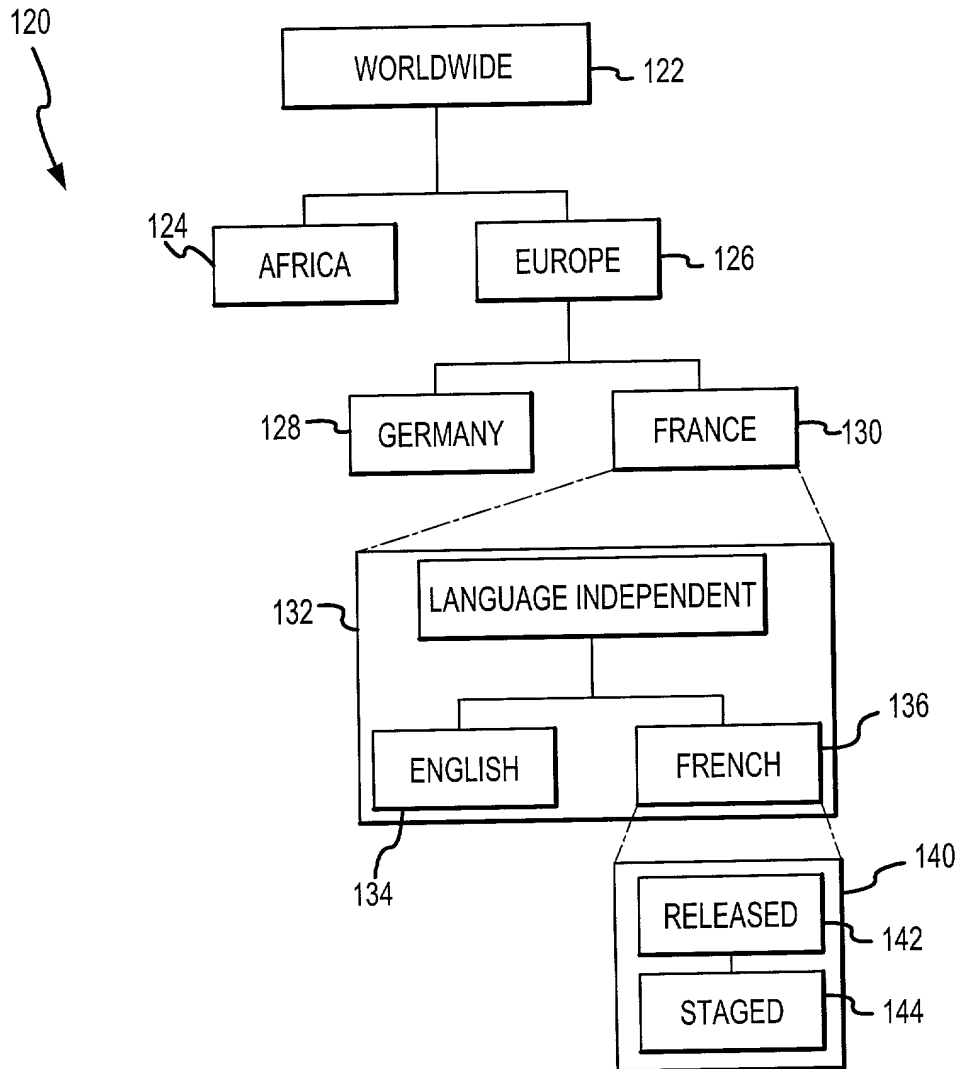 120
WORLDWIDE
122
124
AFRICA
EUROPE
126
128
GERMANY
FRANCE
130
132
LANGUAGE INDEPENDENT
136
ENGLISH
FRENCH
134
140
RELEASED
142
STAGED
144